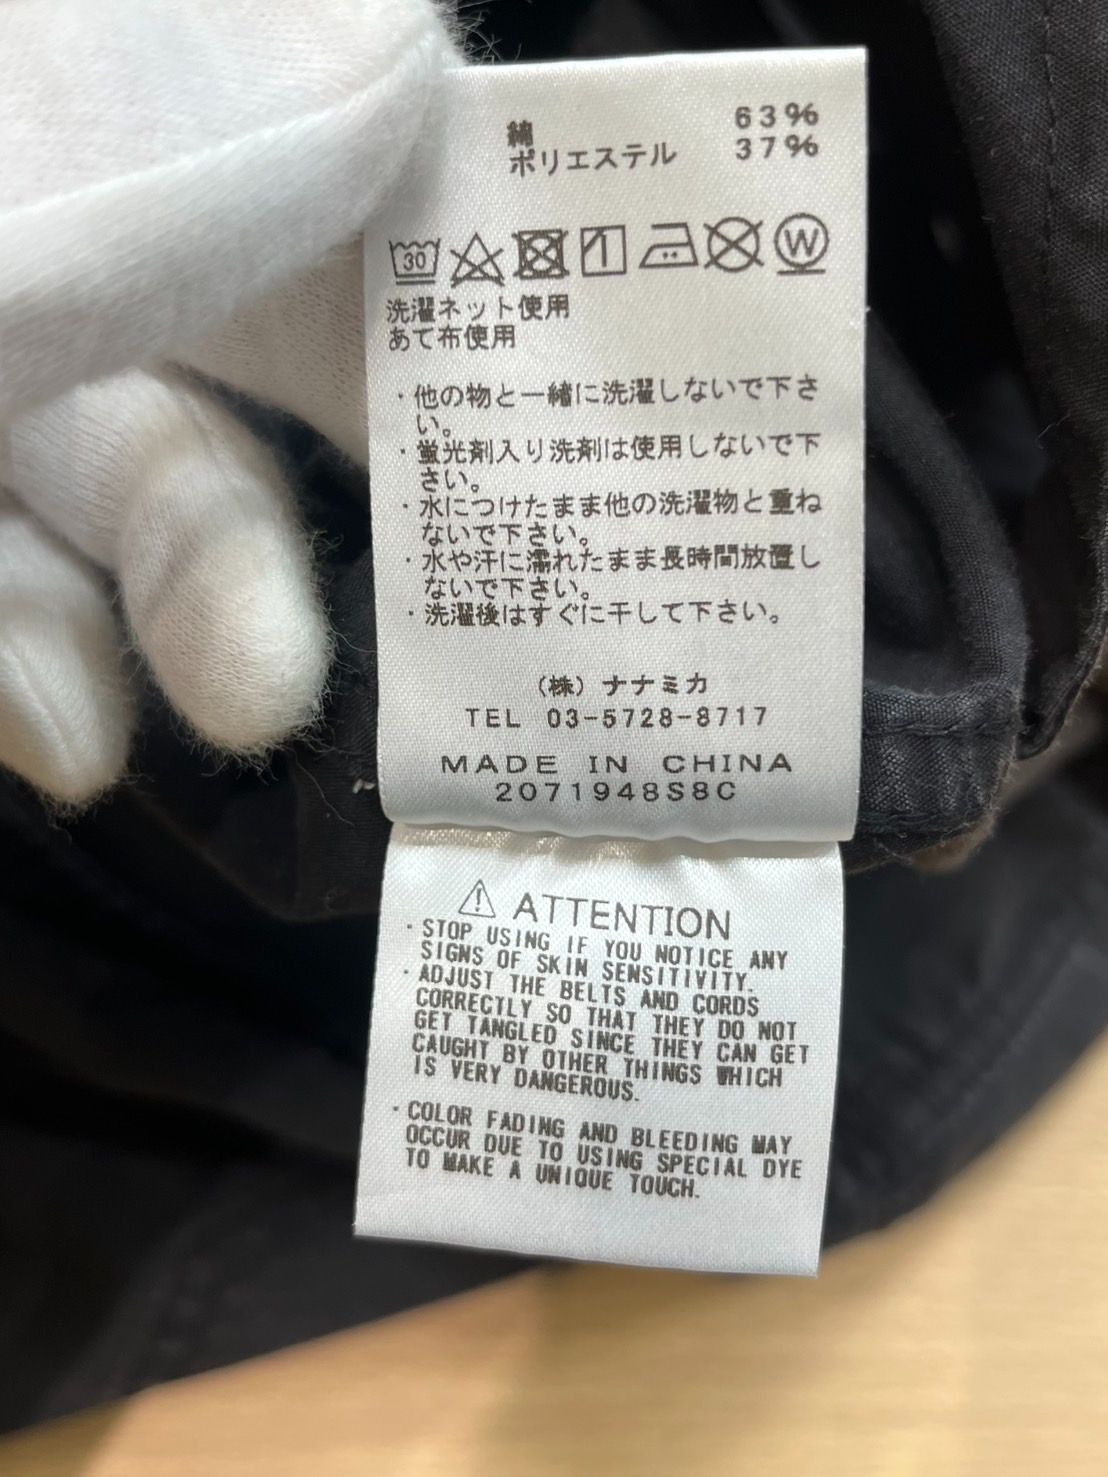 綿 63%
ポリエステル 37%
30 W
洗濯ネット使用
あて布使用
・他の物と一緒に洗濯しないで下さ
い。
・蛍光剤入り洗剤は使用しないで下
さい。
・水につけたまま他の洗濯物と重ね
ないで下さい。
・水や汗に濡れたまま長時間放置し
ないで下さい。
・洗濯後はすぐに干して下さい。
（株）ナナミカ
TEL 03-5728-8717
MADE IN CHINA
2071948S8C
⚠ ATTENTION
・STOP USING IF YOU NOTICE ANY
SIGNS OF SKIN SENSITIVITY.
・ADJUST THE BELTS AND CORDS
CORRECTLY SO THAT THEY DO NOT
GET TANGLED SINCE THEY CAN GET
CAUGHT BY OTHER THINGS WHICH
IS VERY DANGEROUS.
・COLOR FADING AND BLEEDING MAY
OCCUR DUE TO USING SPECIAL DYE
TO MAKE A UNIQUE TOUCH.